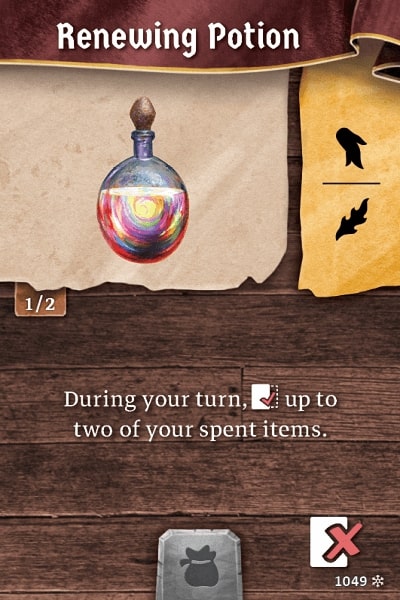 Renewing Potion
1/2
During your turn, up to
two of your spent items.
1049